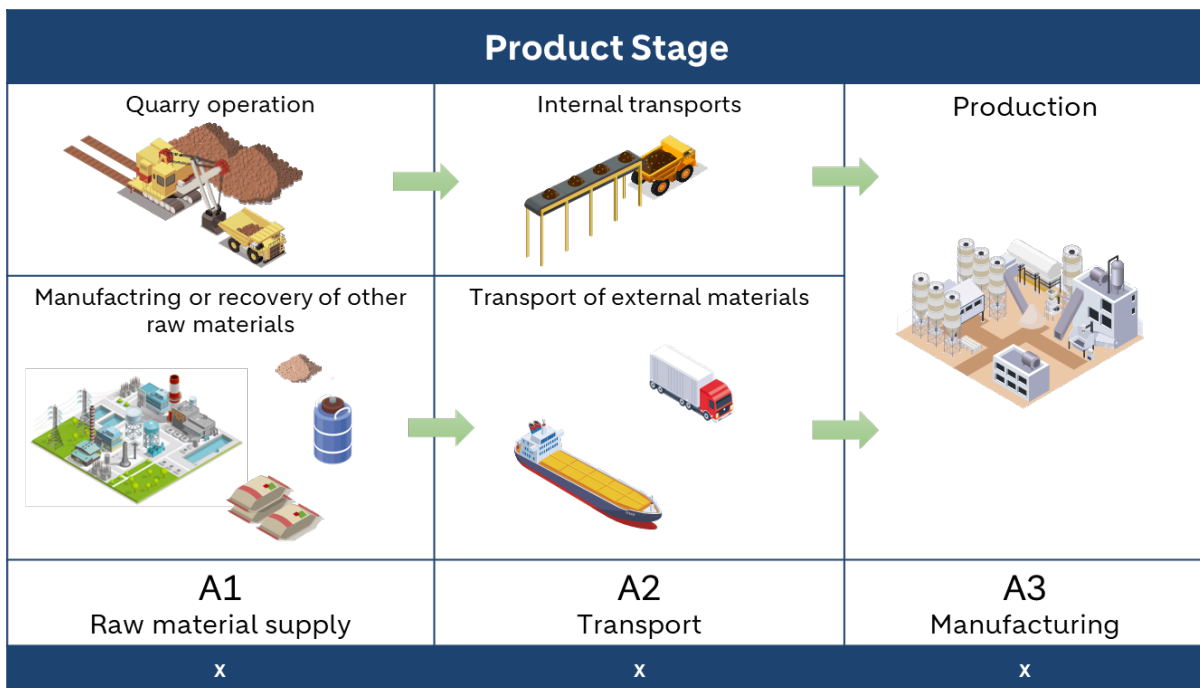 Product Stage
Quarry operation
Internal transports
Production
Manufactring or recovery of other
raw materials
Transport of external materials
A1
Raw material supply
A2
Transport
A3
Manufacturing
x
x
x